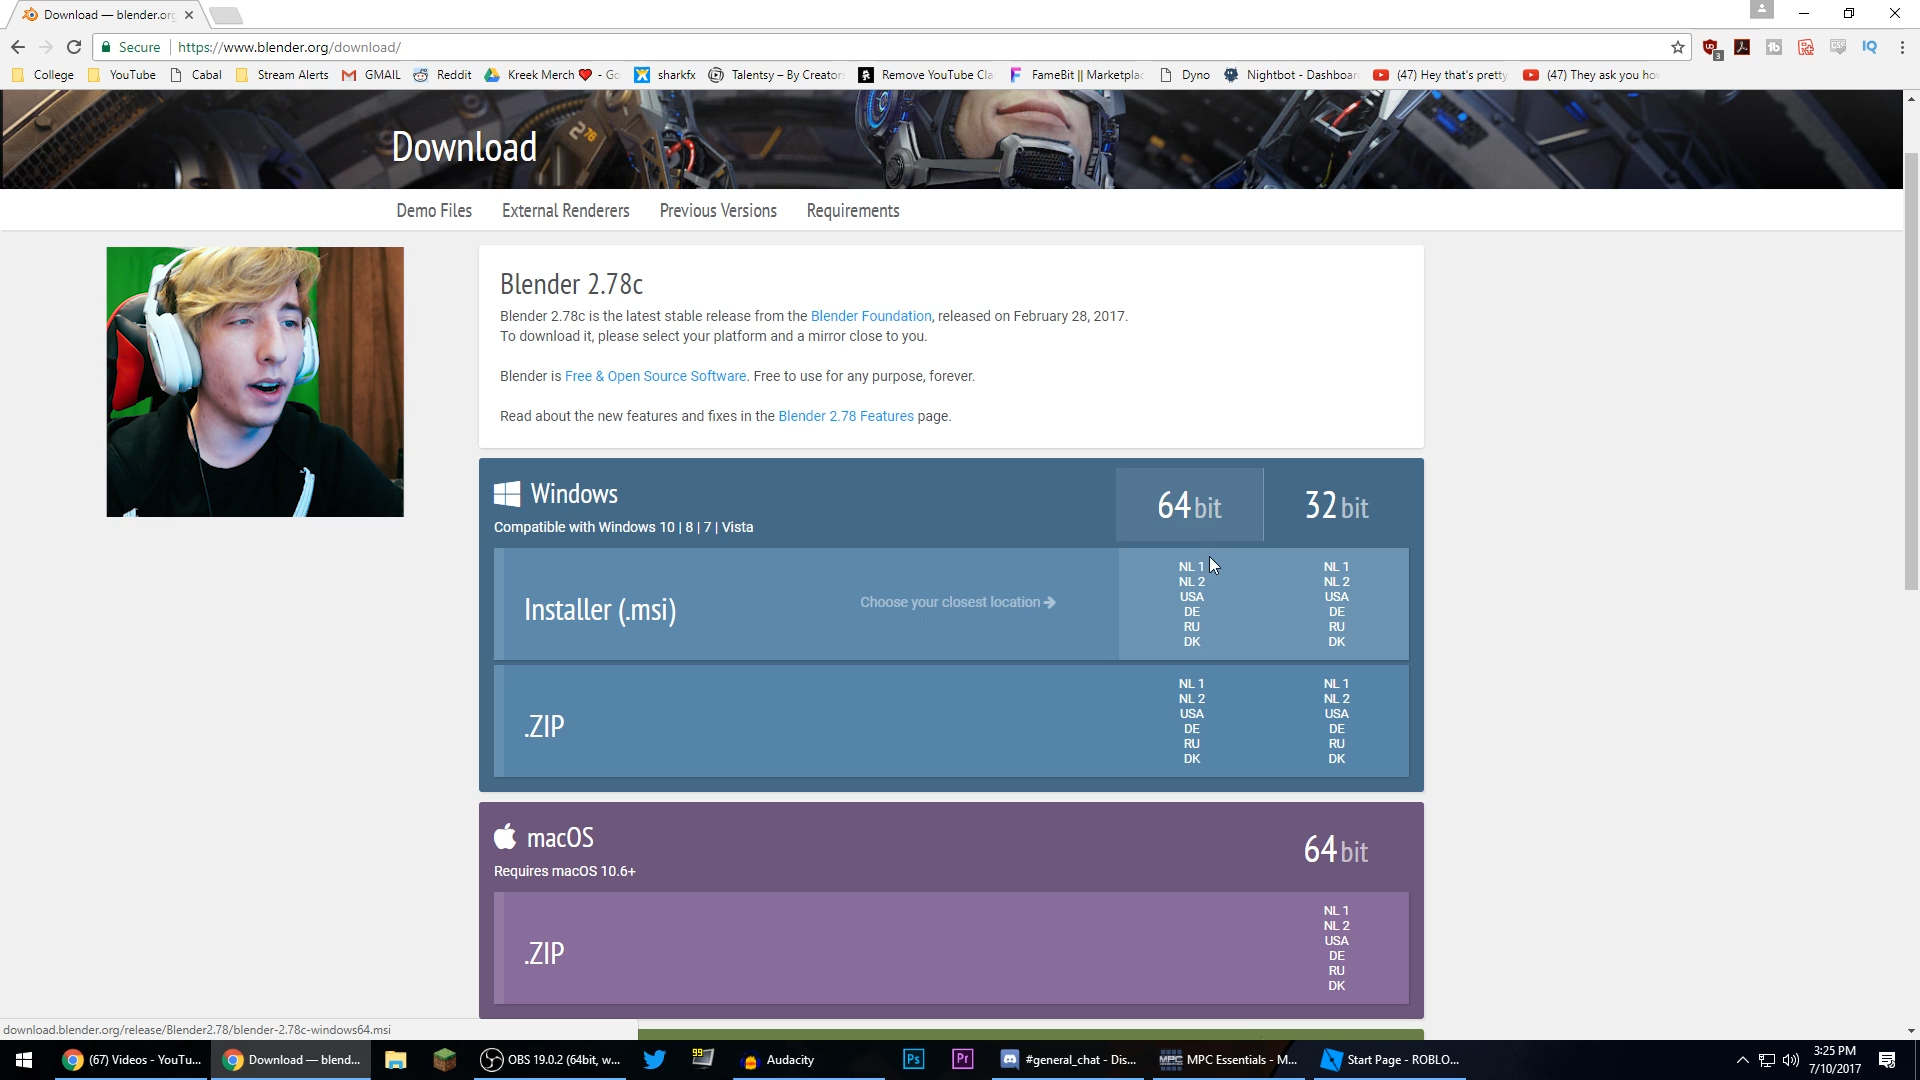 Download — blender.org
Secure
https://www.blender.org/download/
College
YouTube
Cabal
Stream Alerts
GMAIL
Reddit
Kreek Merch ❤ - Go
sharkfx
Talentsy – By Creator
Remove YouTube Cla
FameBit || Marketplac
Dyno
Nightbot - Dashboar
(47) Hey that's pretty
(47) They ask you how
Download
Demo Files
External Renderers
Previous Versions
Requirements
Blender 2.78c
Blender 2.78c is the latest stable release from the Blender Foundation, released on February 28, 2017.
To download it, please select your platform and a mirror close to you.
Blender is Free & Open Source Software. Free to use for any purpose, forever.
Read about the new features and fixes in the Blender 2.78 Features page.
Windows
64 bit
32 bit
Compatible with Windows 10 | 8 | 7 | Vista
Installer (.msi)
Choose your closest location
NL 1
NL 2
USA
DE
RU
DK
NL 1
NL 2
USA
DE
RU
DK
.ZIP
NL 1
NL 2
USA
DE
RU
DK
NL 1
NL 2
USA
DE
RU
DK
macOS
64 bit
Requires macOS 10.6+
.ZIP
NL 1
NL 2
USA
DE
RU
DK
download.blender.org/release/Blender2.78/blender-2.78c-windows64.msi
(67) Videos - YouTu...
Download — blend...
OBS 19.0.2 (64bit, w...
99
Audacity
Ps
Pr
#general_chat - Dis...
MPC Essentials - M...
Start Page - ROBLO...
3:25 PM
7/10/2017